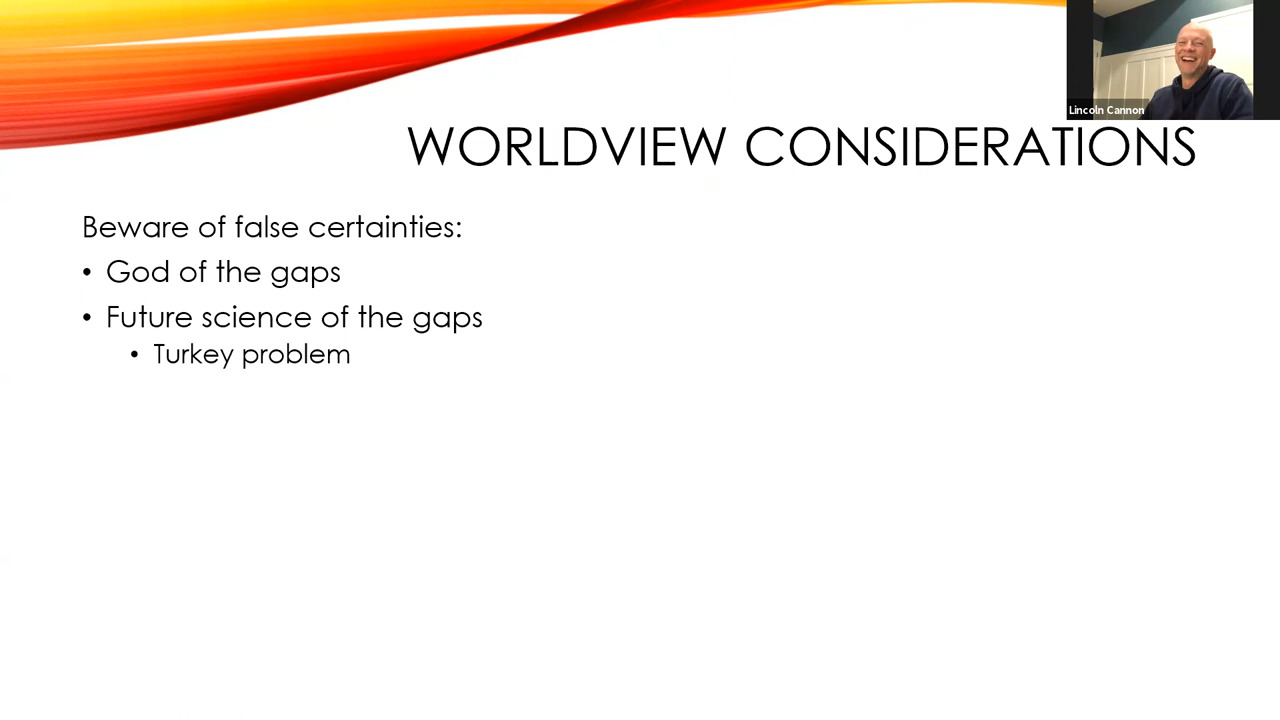 Lincoln Cannon
WORLDVIEW CONSIDERATIONS
Beware of false certainties:
• God of the gaps
• Future science of the gaps
• Turkey problem